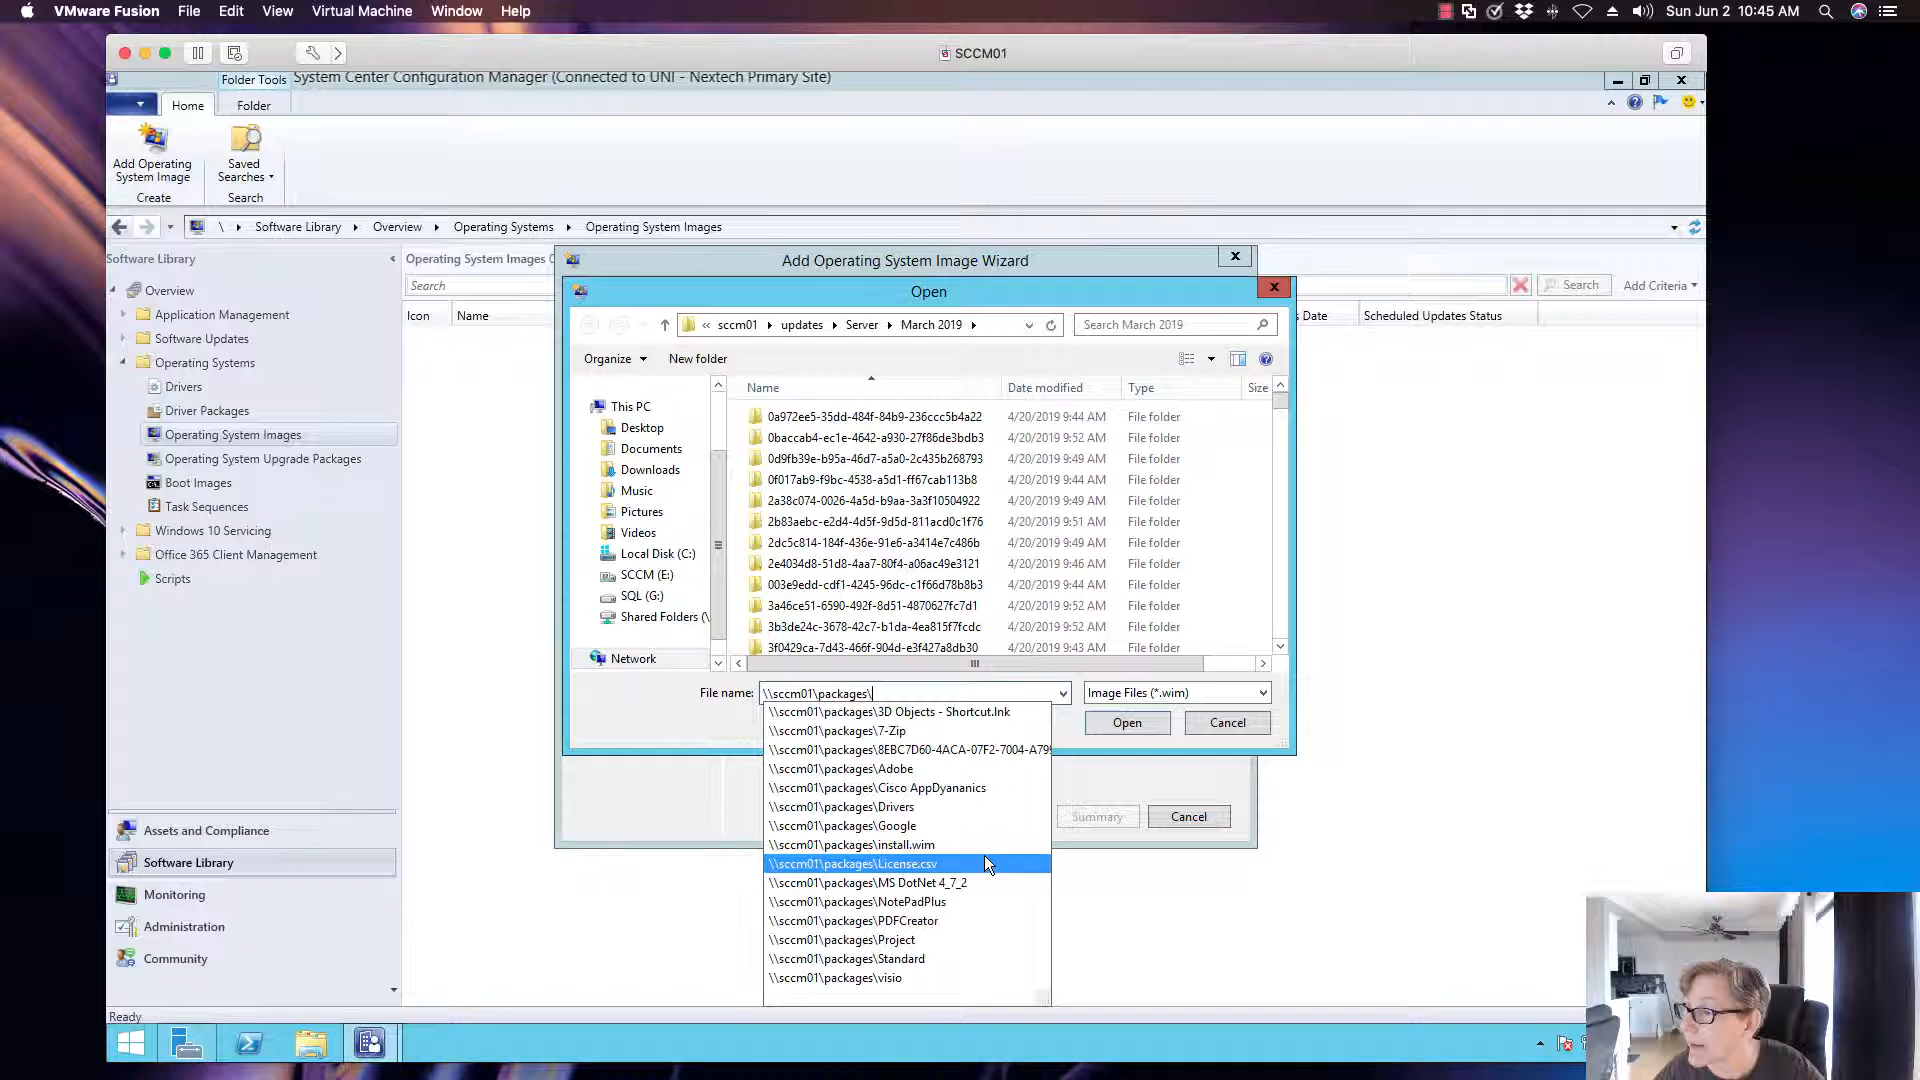 VMware Fusion File Edit View Virtual Machine Window Help Sun Jun 2 10:45 AM
SCCM01
Folder Tools System Center Configuration Manager (Connected to UNI - Nextech Primary Site)
Home Folder
Add Operating System Image
Saved Searches
Create Search
\ Software Library Overview Operating Systems Operating System Images
Software Library
Overview
Application Management
Software Updates
Operating Systems
Drivers
Driver Packages
Operating System Images
Operating System Upgrade Packages
Boot Images
Task Sequences
Windows 10 Servicing
Office 365 Client Management
Scripts
Assets and Compliance
Software Library
Monitoring
Administration
Community
Ready
Operating System Images 0
Search
Search Add Criteria
Icon Name s Date Scheduled Updates Status
Add Operating System Image Wizard
Open
« sccm01 updates Server March 2019
Search March 2019
Organize New folder
This PC
Desktop
Documents
Downloads
Music
Pictures
Videos
Local Disk (C:)
SCCM (E:)
SQL (G:)
Shared Folders (\
Network
Name Date modified Type Size
0a972ee5-35dd-484f-84b9-236ccc5b4a22 4/20/2019 9:44 AM File folder
0baccab4-ec1e-4642-a930-27f86de3bdb3 4/20/2019 9:52 AM File folder
0d9fb39e-b95a-46d7-a5a0-2c435b268793 4/20/2019 9:49 AM File folder
0f017ab9-f9bc-4538-a5d1-ff67cab113b8 4/20/2019 9:44 AM File folder
2a38c074-0026-4a5d-b9aa-3a3f10504922 4/20/2019 9:49 AM File folder
2b83aebc-e2d4-4d5f-9d5d-811acd0c1f76 4/20/2019 9:51 AM File folder
2dc5c814-184f-436e-91e6-a3414e7c486b 4/20/2019 9:44 AM File folder
2e4034d8-51d8-4aa7-80f4-a06ac49e3121 4/20/2019 9:46 AM File folder
003e9edd-cdf1-4245-96dc-c1f66d78b8b3 4/20/2019 9:44 AM File folder
3a46ce51-6590-492f-8d51-4870627fc7d1 4/20/2019 9:52 AM File folder
3b3de24c-3678-42c7-b1da-4ea815f7fcdc 4/20/2019 9:52 AM File folder
3f0429ca-7d43-466f-904d-e3f427a8db30 4/20/2019 9:43 AM File folder
File name: \\sccm01\packages\ Image Files (*.wim)
Open Cancel
\\sccm01\packages\3D Objects - Shortcut.lnk
\\sccm01\packages\7-Zip
\\sccm01\packages\8EBC7D60-4ACA-07F2-7004-A799
\\sccm01\packages\Adobe
\\sccm01\packages\Cisco AppDyananics
\\sccm01\packages\Drivers
\\sccm01\packages\Google
\\sccm01\packages\install.wim
\\sccm01\packages\License.csv
\\sccm01\packages\MS DotNet 4_7_2
\\sccm01\packages\NotePadPlus
\\sccm01\packages\PDFCreator
\\sccm01\packages\Project
\\sccm01\packages\Standard
\\sccm01\packages\visio
Summary Cancel